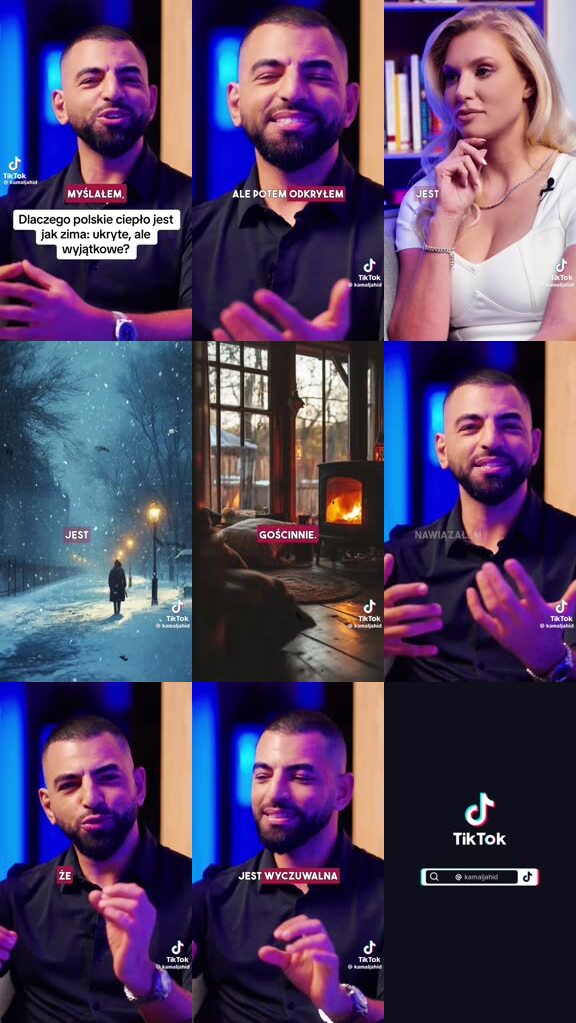 TikTok
@ kamaljahid
MYŚLAŁEM,
Dlaczego polskie ciepło jest
jak zima: ukryte, ale
wyjątkowe?
ALE POTEM ODKRYŁEM
TikTok
@ kamaljahid
JEST
TikTok
@ kamaljahid
JEST
TikTok
@ kamaljahid
GOŚCINNIE.
TikTok
@ kamaljahid
NAWIĄZAŁEM
TikTok
@ kamaljahid
ŻE
TikTok
@ kamaljahid
JEST WYCZUWALNA
TikTok
@ kamaljahid
TikTok
@ kamaljahid